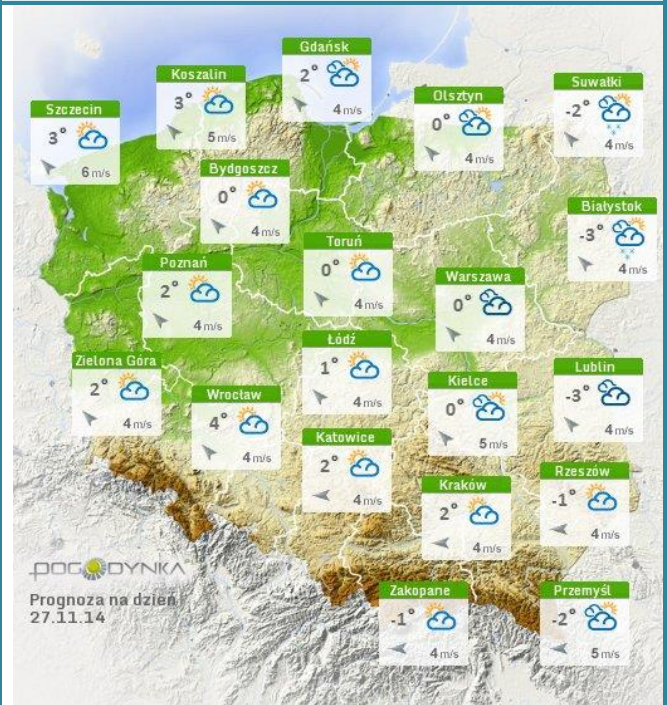 Gdańsk
2°
4 m/s
Koszalin
3°
5 m/s
Suwałki
-2°
4 m/s
Olsztyn
0°
4 m/s
Szczecin
3°
6 m/s
Bydgoszcz
0°
4 m/s
Białystok
-3°
4 m/s
Toruń
0°
4 m/s
Poznań
2°
4 m/s
Warszawa
0°
4 m/s
Łódź
1°
4 m/s
Zielona Góra
2°
4 m/s
Lublin
-3°
4 m/s
Kielce
0°
5 m/s
Wrocław
4°
4 m/s
Katowice
2°
4 m/s
Rzeszów
-1°
4 m/s
Kraków
2°
4 m/s
POGODYNKA
Prognoza na dzień
27.11.14
Zakopane
-1°
4 m/s
Przemyśl
-2°
5 m/s